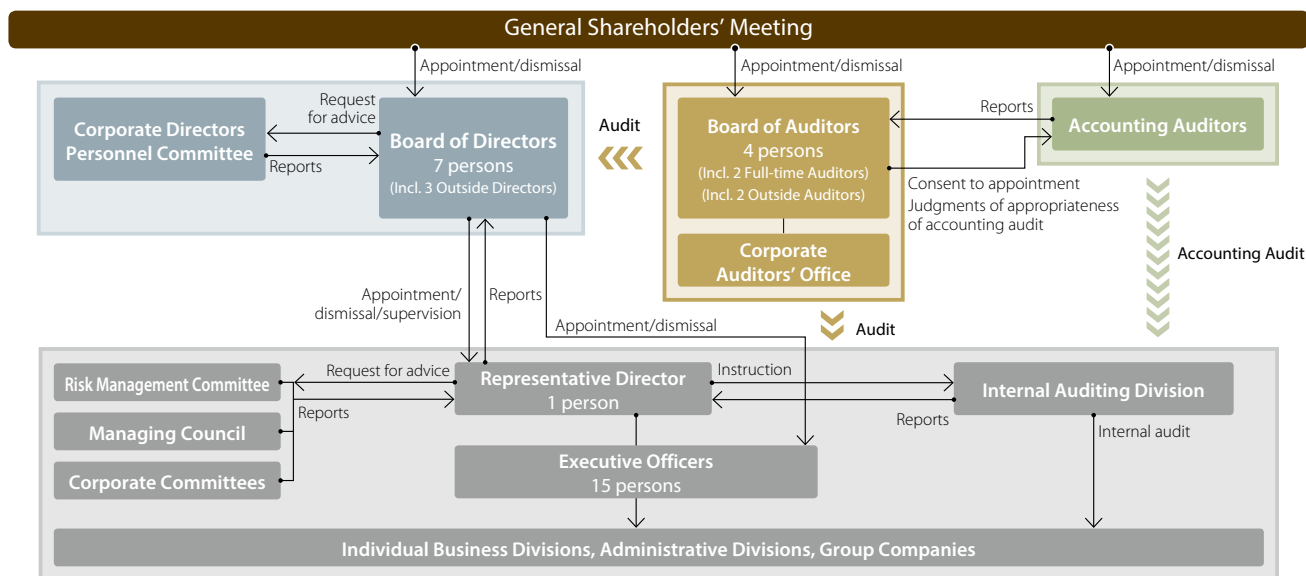 General Shareholders’ Meeting
Appointment/dismissal
Appointment/dismissal
Appointment/dismissal
Corporate Directors
Personnel Committee
Request
for advice
Reports
Board of Directors
7 persons
(Incl. 3 Outside Directors)
Audit
Board of Auditors
4 persons
(Incl. 2 Full-time Auditors)
(Incl. 2 Outside Auditors)
Corporate
Auditors’ Office
Reports
Accounting Auditors
Consent to appointment
Judgments of appropriateness
of accounting audit
Accounting Audit
Appointment/
dismissal/supervision
Reports
Appointment/dismissal
Audit
Risk Management Committee
Managing Council
Corporate Committees
Request for advice
Reports
Representative Director
1 person
Instruction
Reports
Internal Auditing Division
Internal audit
Executive Officers
15 persons
Individual Business Divisions, Administrative Divisions, Group Companies